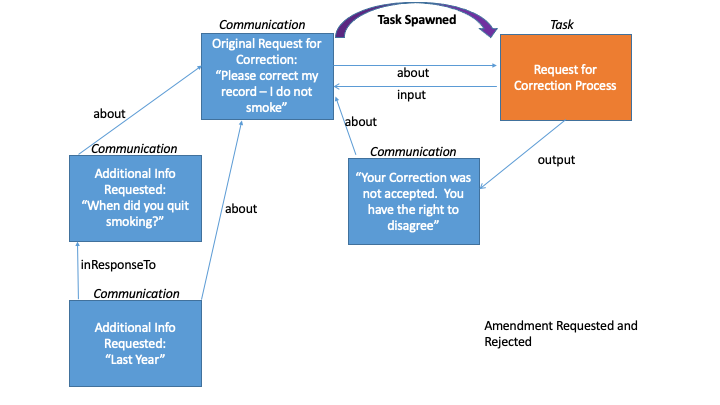 Communication
Task Spawned
Task
Original Request for
Correction:
“Please correct my
record – I do not
smoke”
about
input
Request for
Correction Process
about
about
Communication
Additional Info
Requested:
“When did you quit
smoking?”
about
Communication
“Your Correction was
not accepted.  You
have the right to
disagree”
output
inResponseTo
Communication
Additional Info
Requested:
“Last Year”
Amendment Requested and
Rejected